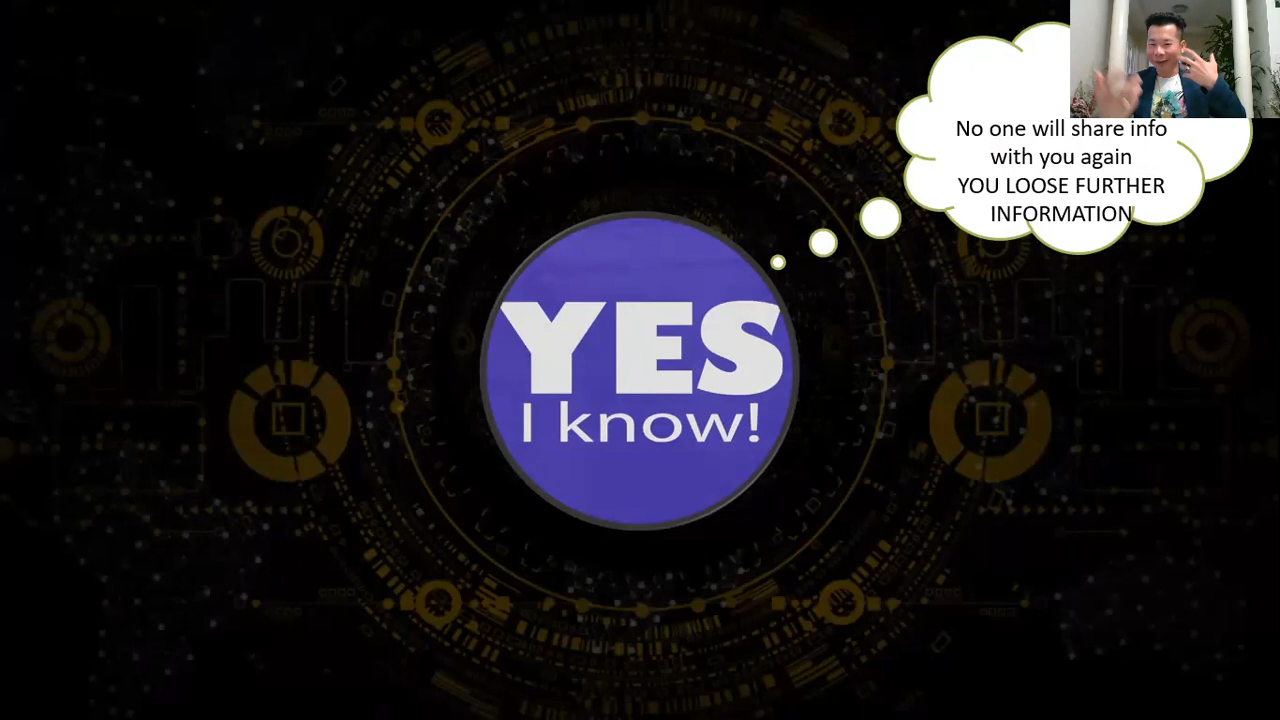 No one will share info
with you again
YOU LOOSE FURTHER
INFORMATION
YES
I know!